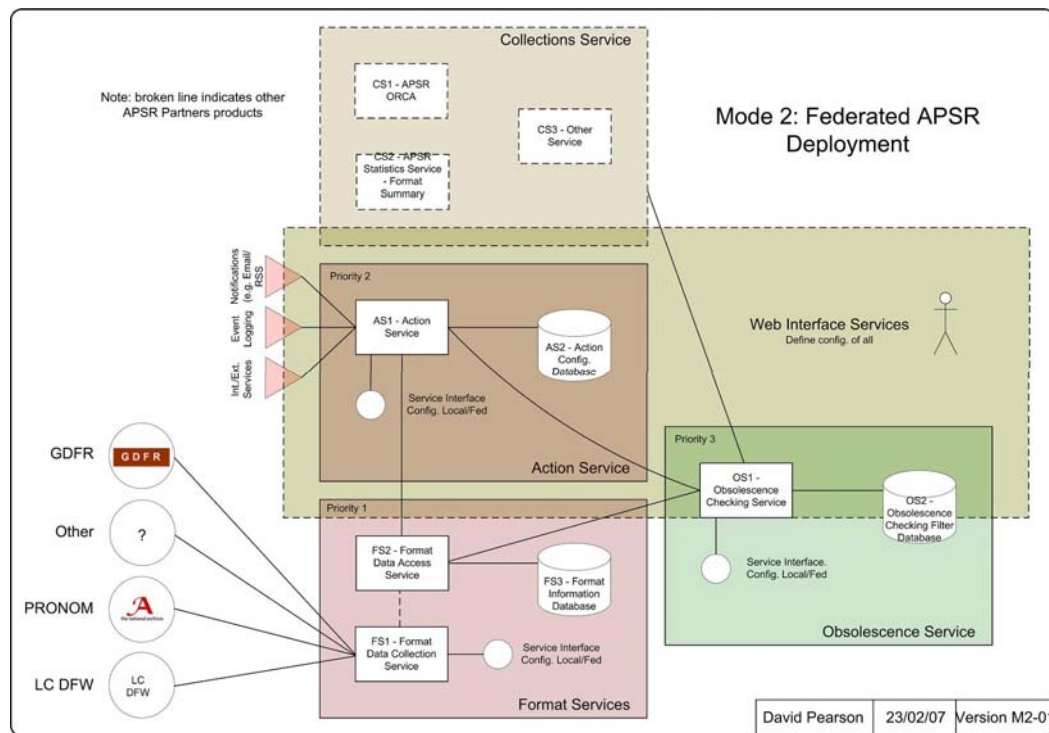 Collections Service
CS1 - APSR
ORCA
Note: broken line indicates other
APSR Partners products
CS3 - Other
Service
Mode 2: Federated APSR
Deployment
CS2 - APSR
Statistics Service
- Format
Summary
Notifications
(e.g. Email/
RSS
Event
Logging
Int./Ext.
Services
Priority 2
AS1 - Action
Service
AS2 - Action
Config.
Database
Service Interface
Config. Local/Fed
Action Service
Web Interface Services
Define config. of all
Priority 3
OS1 -
Obsolescence
Checking Service
OS2 -
Obsolescence
Checking Filter
Database
Service Interface.
Config. Local/Fed
Obsolescence Service
GDFR
GDFR
Other
?
PRONOM
A
the national archives
LC DFW
LC
DFW
Priority 1
FS2 - Format
Data Access
Service
FS3 - Format
Information
Database
FS1 - Format
Data Collection
Service
Service Interface
Config. Local/Fed
Format Services
David Pearson
23/02/07
Version M2-01